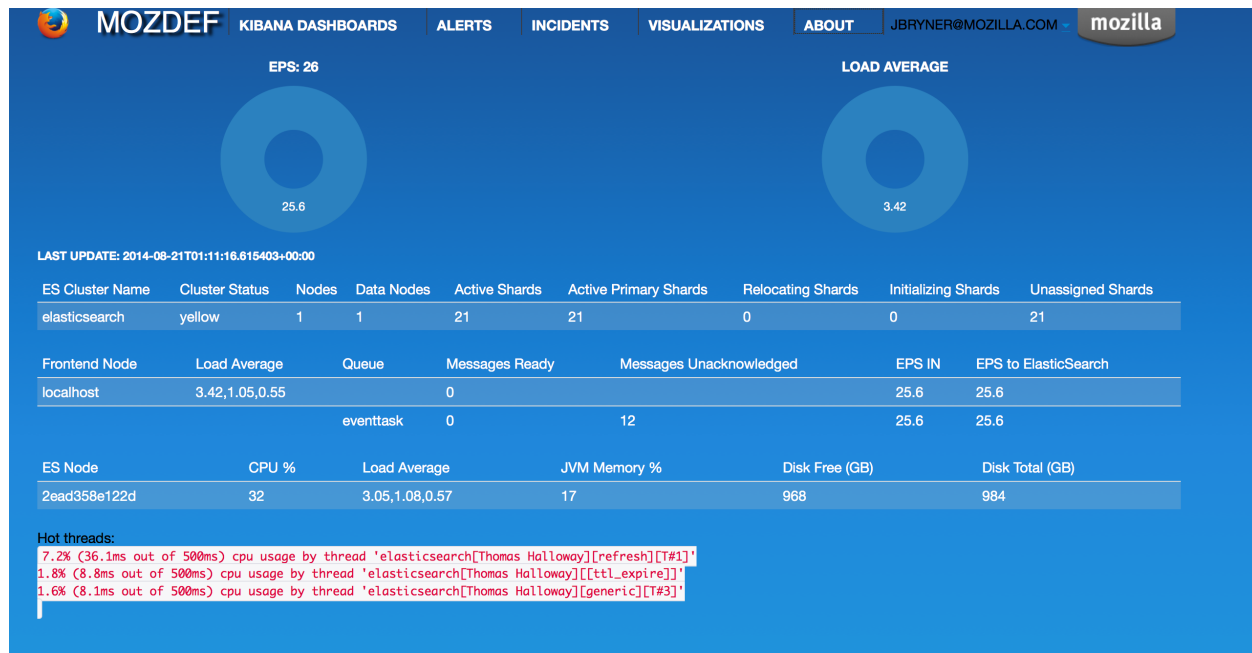 MOZDEF KIBANA DASHBOARDS ALERTS INCIDENTS VISUALIZATIONS ABOUT JBRYNER@MOZILLA.COM mozilla
EPS: 26 LOAD AVERAGE
25.6 3.42
LAST UPDATE: 2014-08-21T01:11:16.615403+00:00
ES Cluster Name Cluster Status Nodes Data Nodes Active Shards Active Primary Shards Relocating Shards Initializing Shards Unassigned Shards
elasticsearch yellow 1 1 21 21 0 0 21
Frontend Node Load Average Queue Messages Ready Messages Unacknowledged EPS IN EPS to ElasticSearch
localhost 3.42,1.05,0.55 0 25.6 25.6
eventtask 0 12 25.6 25.6
ES Node CPU % Load Average JVM Memory % Disk Free (GB) Disk Total (GB)
2ead358e122d 32 3.05,1.08,0.57 17 968 984
Hot threads:
7.2% (36.1ms out of 500ms) cpu usage by thread 'elasticsearch[Thomas Halloway][refresh][T#1]'
1.8% (8.8ms out of 500ms) cpu usage by thread 'elasticsearch[Thomas Halloway][[ttl_expire]]'
1.6% (8.1ms out of 500ms) cpu usage by thread 'elasticsearch[Thomas Halloway][generic][T#3]'